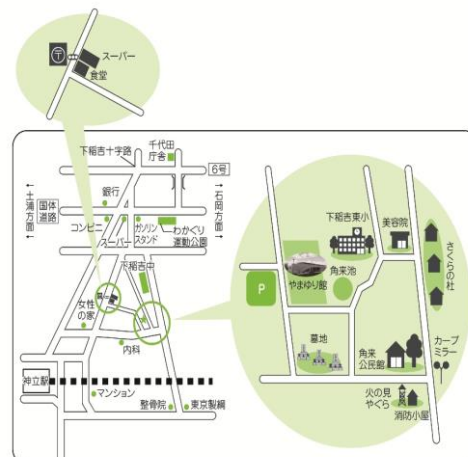 〒
スーパー
食堂
下稲吉十字路
千代田
庁舎
6号
←土浦方面
国体
道路
石岡方面→
銀行
コンビニ
スーパー
ガソリン
スタンド
わかぐり
運動公園
下稲吉中
女性
の家
内科
神立駅
マンション
整骨院
東京製綱
下稲吉東小
美容院
さくらの杜
やまゆり館
角来池
P
墓地
角来
公民館
カーブ
ミラー
火の見
やぐら
消防小屋